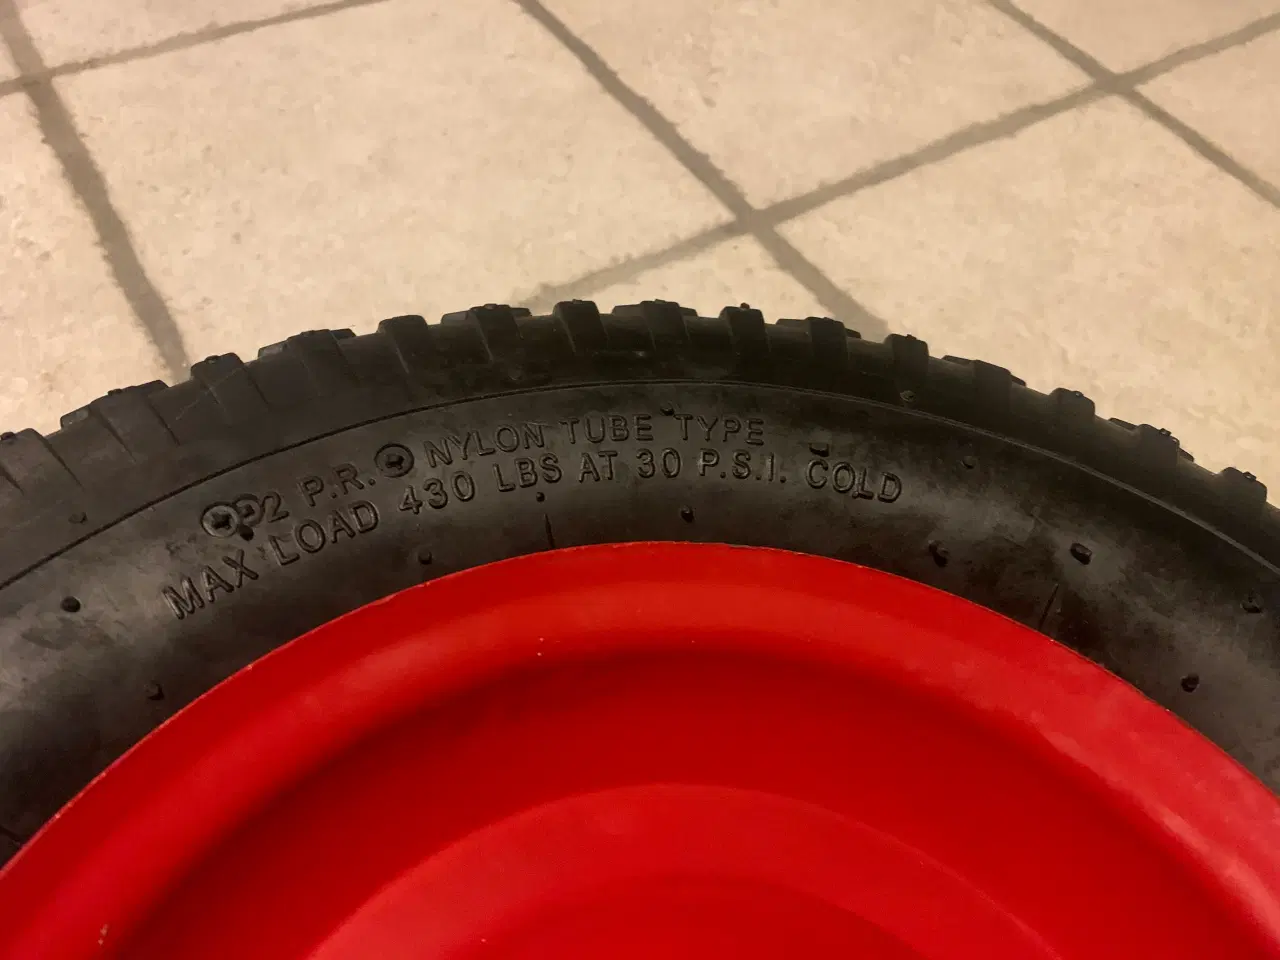 2 P.R. NYLON TUBE TYPE
MAX LOAD 430 LBS AT 30 P.S.I. COLD